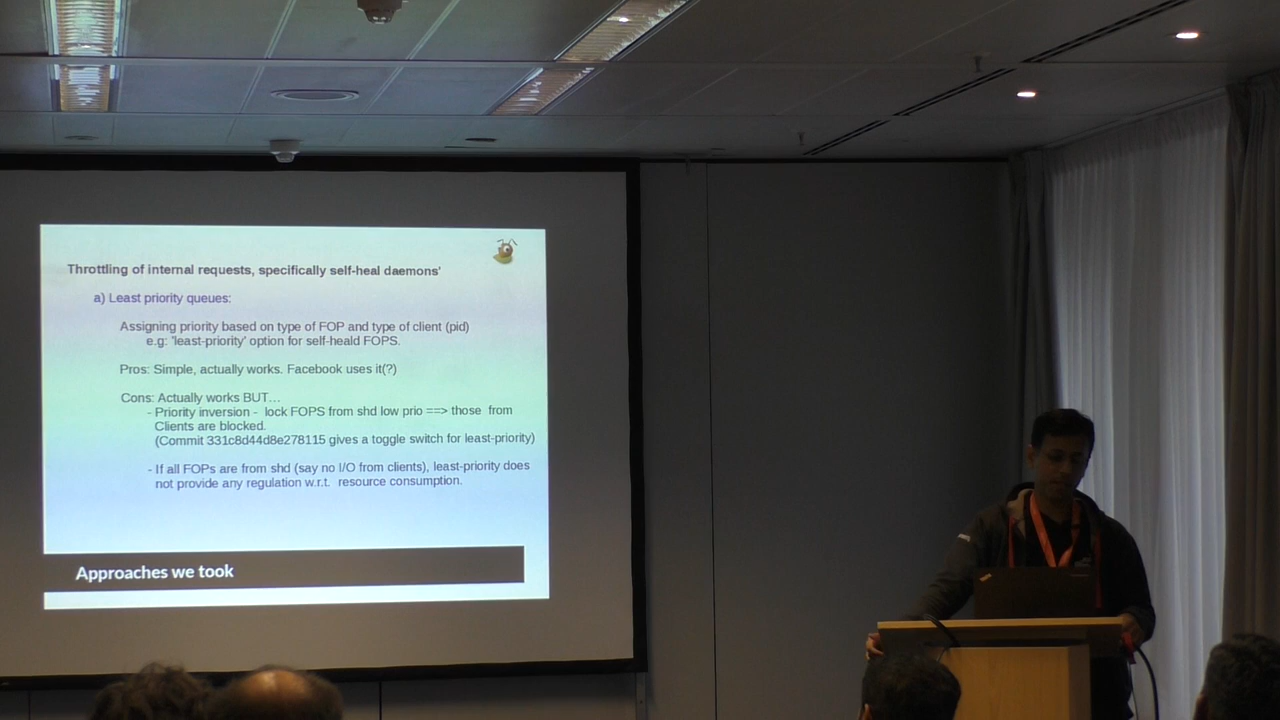 Throttling of internal requests, specifically self-heal daemons'
a) Least priority queues:
Assigning priority based on type of FOP and type of client (pid)
e.g: 'least-priority' option for self-heald FOPS.
Pros: Simple, actually works. Facebook uses it(?)
Cons: Actually works BUT...
- Priority inversion - lock FOPS from shd low prio ==> those from
Clients are blocked.
(Commit 331c8d44d8e278115 gives a toggle switch for least-priority)
- If all FOPs are from shd (say no I/O from clients), least-priority does
not provide any regulation w.r.t. resource consumption.
Approaches we took